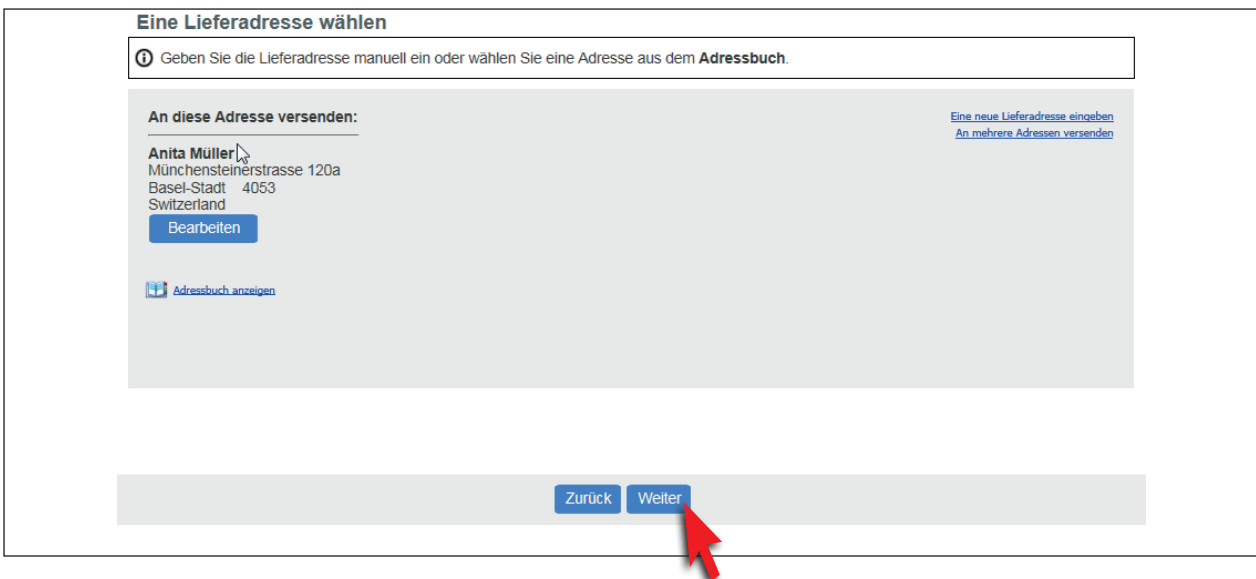 Eine Lieferadresse wählen
Geben Sie die Lieferadresse manuell ein oder wählen Sie eine Adresse aus dem Adressbuch.
An diese Adresse versenden:
Eine neue Lieferadresse eingeben
An mehrere Adressen versenden
Anita Müller
Münchensteinerstrasse 120a
Basel-Stadt 4053
Switzerland
Bearbeiten
Adressbuch anzeigen
Zurück Weiter